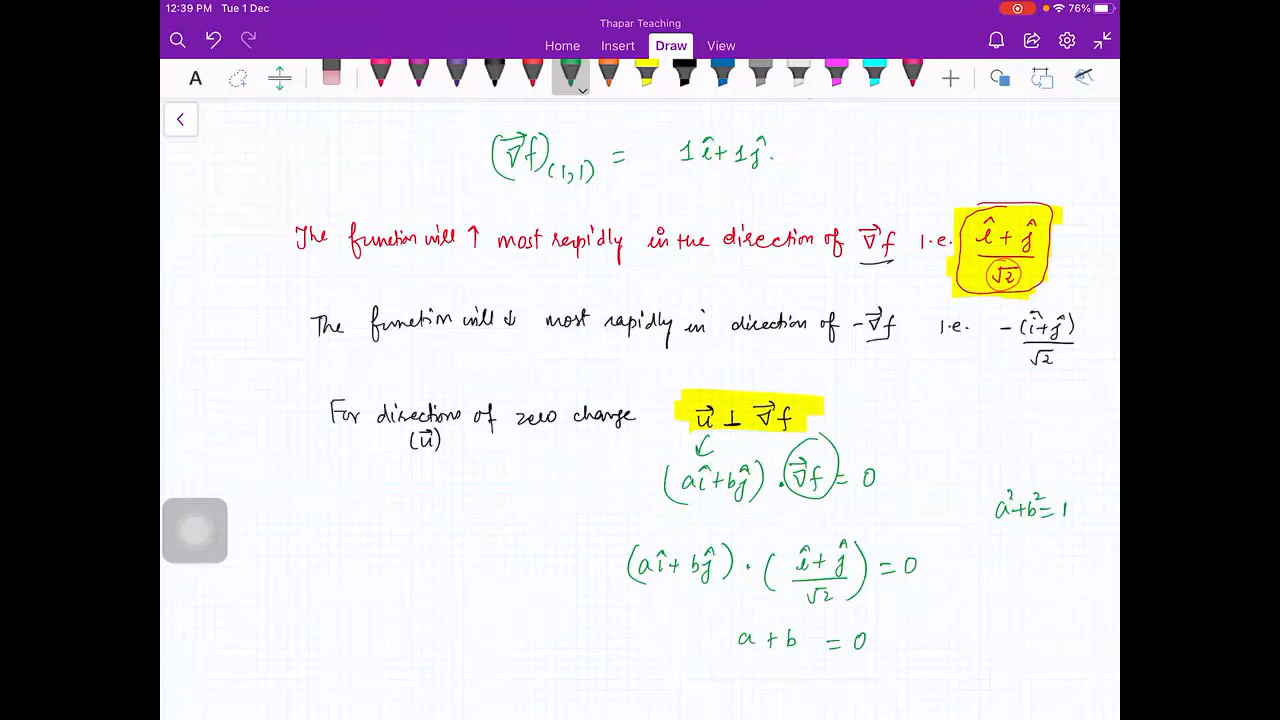 12:39 PM Tue 1 Dec 76%
Thapar Teaching
Home Insert Draw View
A
(∇⃗f)(1,1) = 1î+1ĵ.
The function will ↑ most rapidly in the direction of ∇⃗f i.e. (î + ĵ)/√2
The function will ↓ most rapidly in direction of -∇⃗f i.e. -(î+ĵ)/√2
For directions of zero change u⃗ ⊥ ∇⃗f
(u⃗)
(aî+bĵ) . ∇⃗f = 0
a²+b²=1
(aî+bĵ) · ((î+ĵ)/√2) = 0
a + b = 0